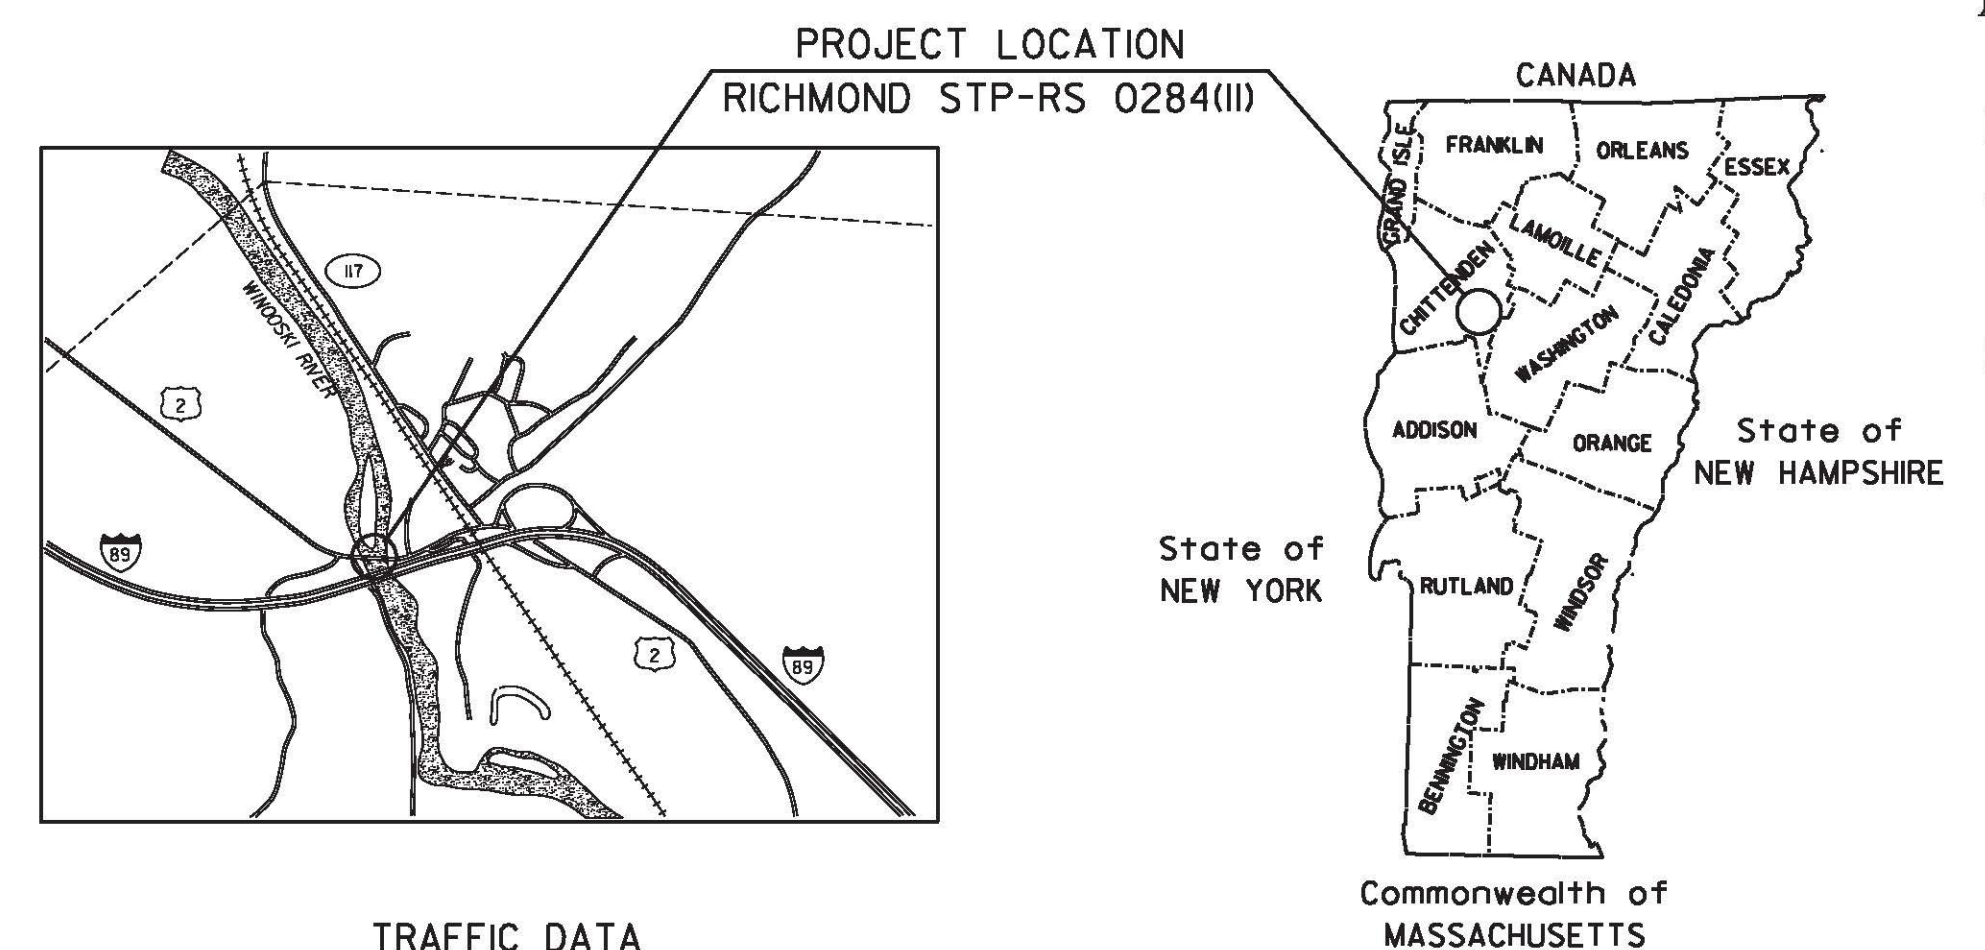 PROJECT LOCATION
RICHMOND STP-RS 0284(11)
117
WINOOSKI RIVER
2
89
2
89
TRAFFIC DATA
CANADA
GRAND ISLE
FRANKLIN
ORLEANS
ESSEX
LAMOILLE
CHITTENDEN
CALEDONIA
WASHINGTON
ADDISON
ORANGE
State of
NEW HAMPSHIRE
State of
NEW YORK
RUTLAND
WINDSOR
BENNINGTON
WINDHAM
Commonwealth of
MASSACHUSETTS